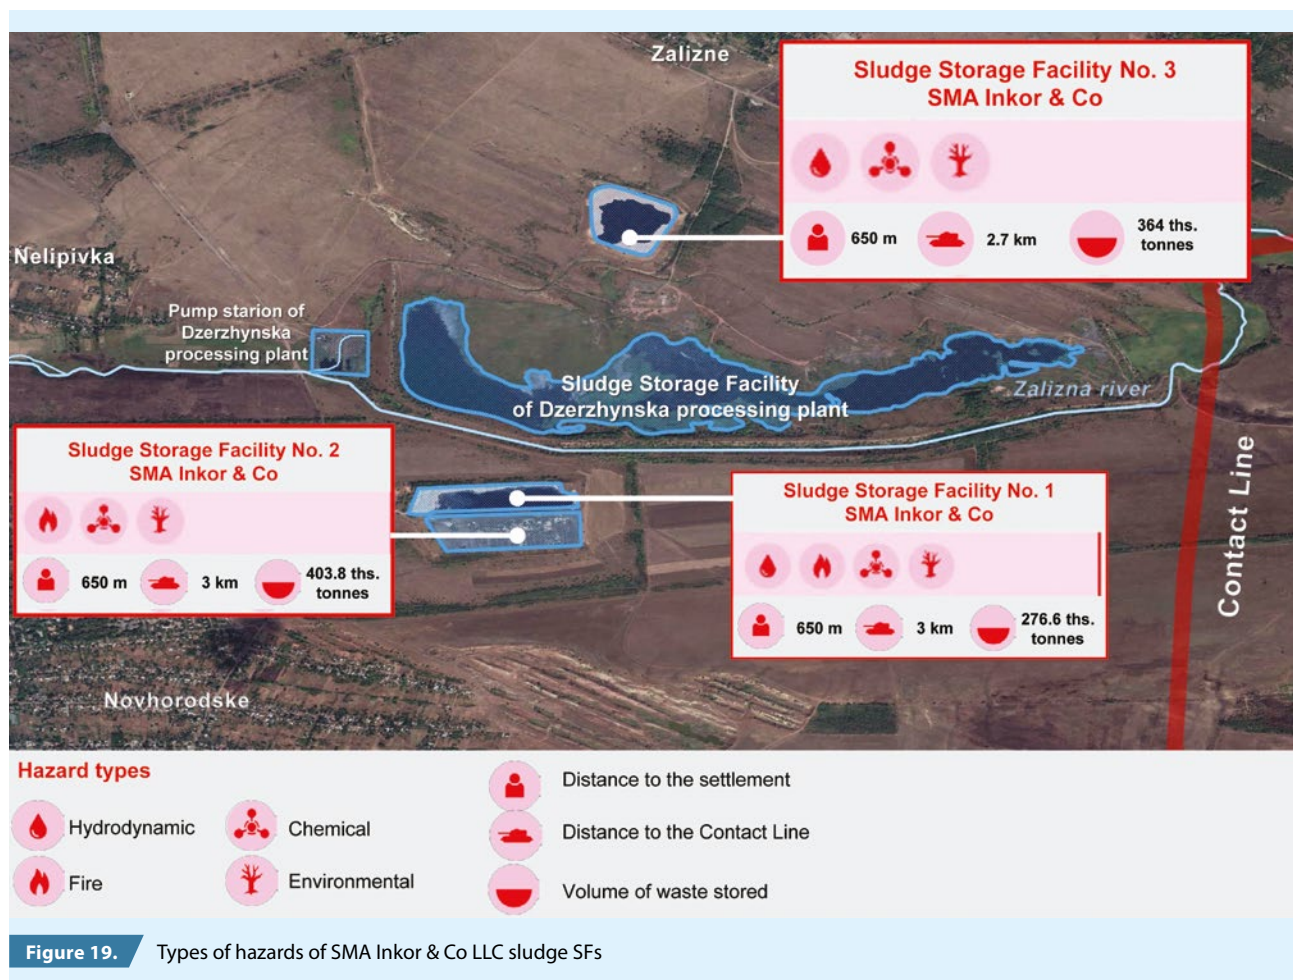 Zalizne
Sludge Storage Facility No. 3
SMA Inkor & Co
650 m
2.7 km
364 ths.
tonnes
Nelipivka
Pump starion of
Dzerzhynska
processing plant
Sludge Storage Facility
of Dzerzhynska processing plant
Zalizna river
Sludge Storage Facility No. 2
SMA Inkor & Co
650 m
3 km
403.8 ths.
tonnes
Sludge Storage Facility No. 1
SMA Inkor & Co
650 m
3 km
276.6 ths.
tonnes
Contact Line
Novhorodske
Hazard types
Hydrodynamic
Fire
Chemical
Environmental
Distance to the settlement
Distance to the Contact Line
Volume of waste stored
Figure 19. Types of hazards of SMA Inkor & Co LLC sludge SFs